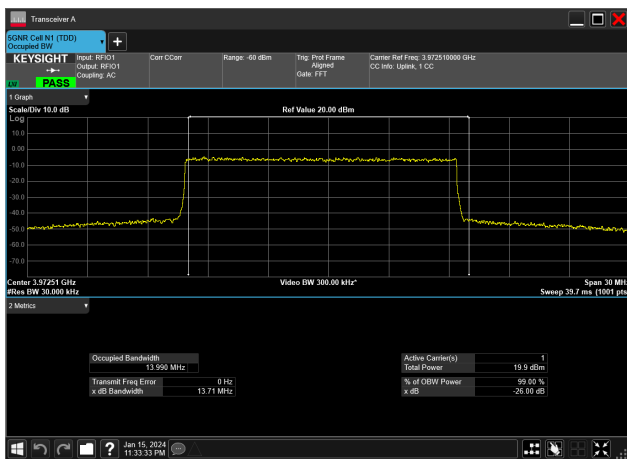 Transceiver A
5GNR Cell N1 (TDD)
Occupied BW
+
KEYSIGHT
LXI
PASS
Input: RFIO1
Output: RFIO1
Coupling: AC
Corr CCorr
Range: -60 dBm
Trig: Prot Frame
Aligned
Gate: FFT
Carrier Ref Freq: 3.972510000 GHz
CC Info: Uplink, 1 CC
1 Graph
Scale/Div 10.0 dB
Ref Value 20.00 dBm
Log
10.0
0.00
-10.0
-20.0
-30.0
-40.0
-50.0
-60.0
-70.0
Center 3.97251 GHz
Video BW 300.00 kHz*
Span 30 MHz
#Res BW 30.000 kHz
Sweep 39.7 ms (1001 pts
2 Metrics
Occupied Bandwidth
13.990 MHz
Transmit Freq Error 0 Hz
x dB Bandwidth 13.71 MHz
Active Carrier(s) 1
Total Power 19.9 dBm
% of OBW Power 99.00 %
x dB -26.00 dB
?
Jan 15, 2024
11:33:33 PM